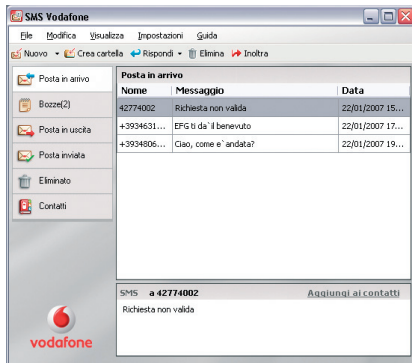 SMS Vodafone
File Modifica Visualizza Impostazioni Guida
Nuovo Crea cartella Rispondi Elimina Inoltra
Posta in arrivo
Bozze(2)
Posta in uscita
Posta inviata
Eliminato
Contatti
Posta in arrivo
Nome Messaggio Data
42774002 Richiesta non valida 22/01/2007 15...
+3934631... EFG ti da`il benevuto 22/01/2007 17...
+3934806... Ciao, come e`andata? 22/01/2007 19...
SMS a 42774002 Aggiungi ai contatti
Richiesta non valida
vodafone